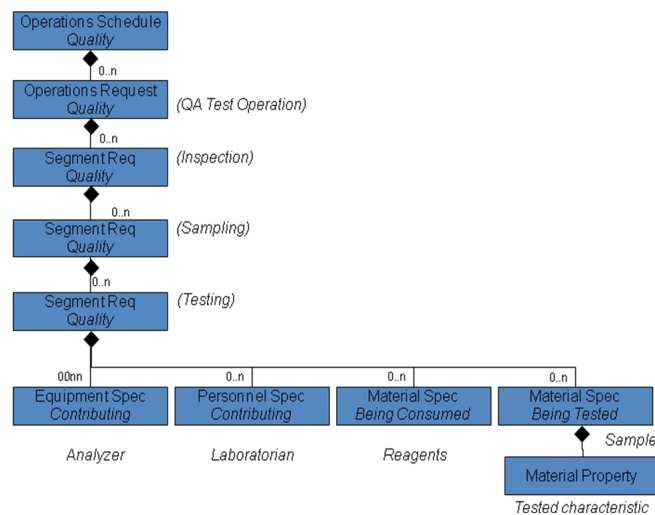 Operations Schedule
Quality
0..n
Operations Request
Quality
(QA Test Operation)
0..n
Segment Req
Quality
(Inspection)
0..n
Segment Req
Quality
(Sampling)
0..n
Segment Req
Quality
(Testing)
00nn
0..n
0..n
0..n
Equipment Spec
Contributing
Personnel Spec
Contributing
Material Spec
Being Consumed
Material Spec
Being Tested
Analyzer
Laboratorian
Reagents
Sample
Material Property
Tested characteristic